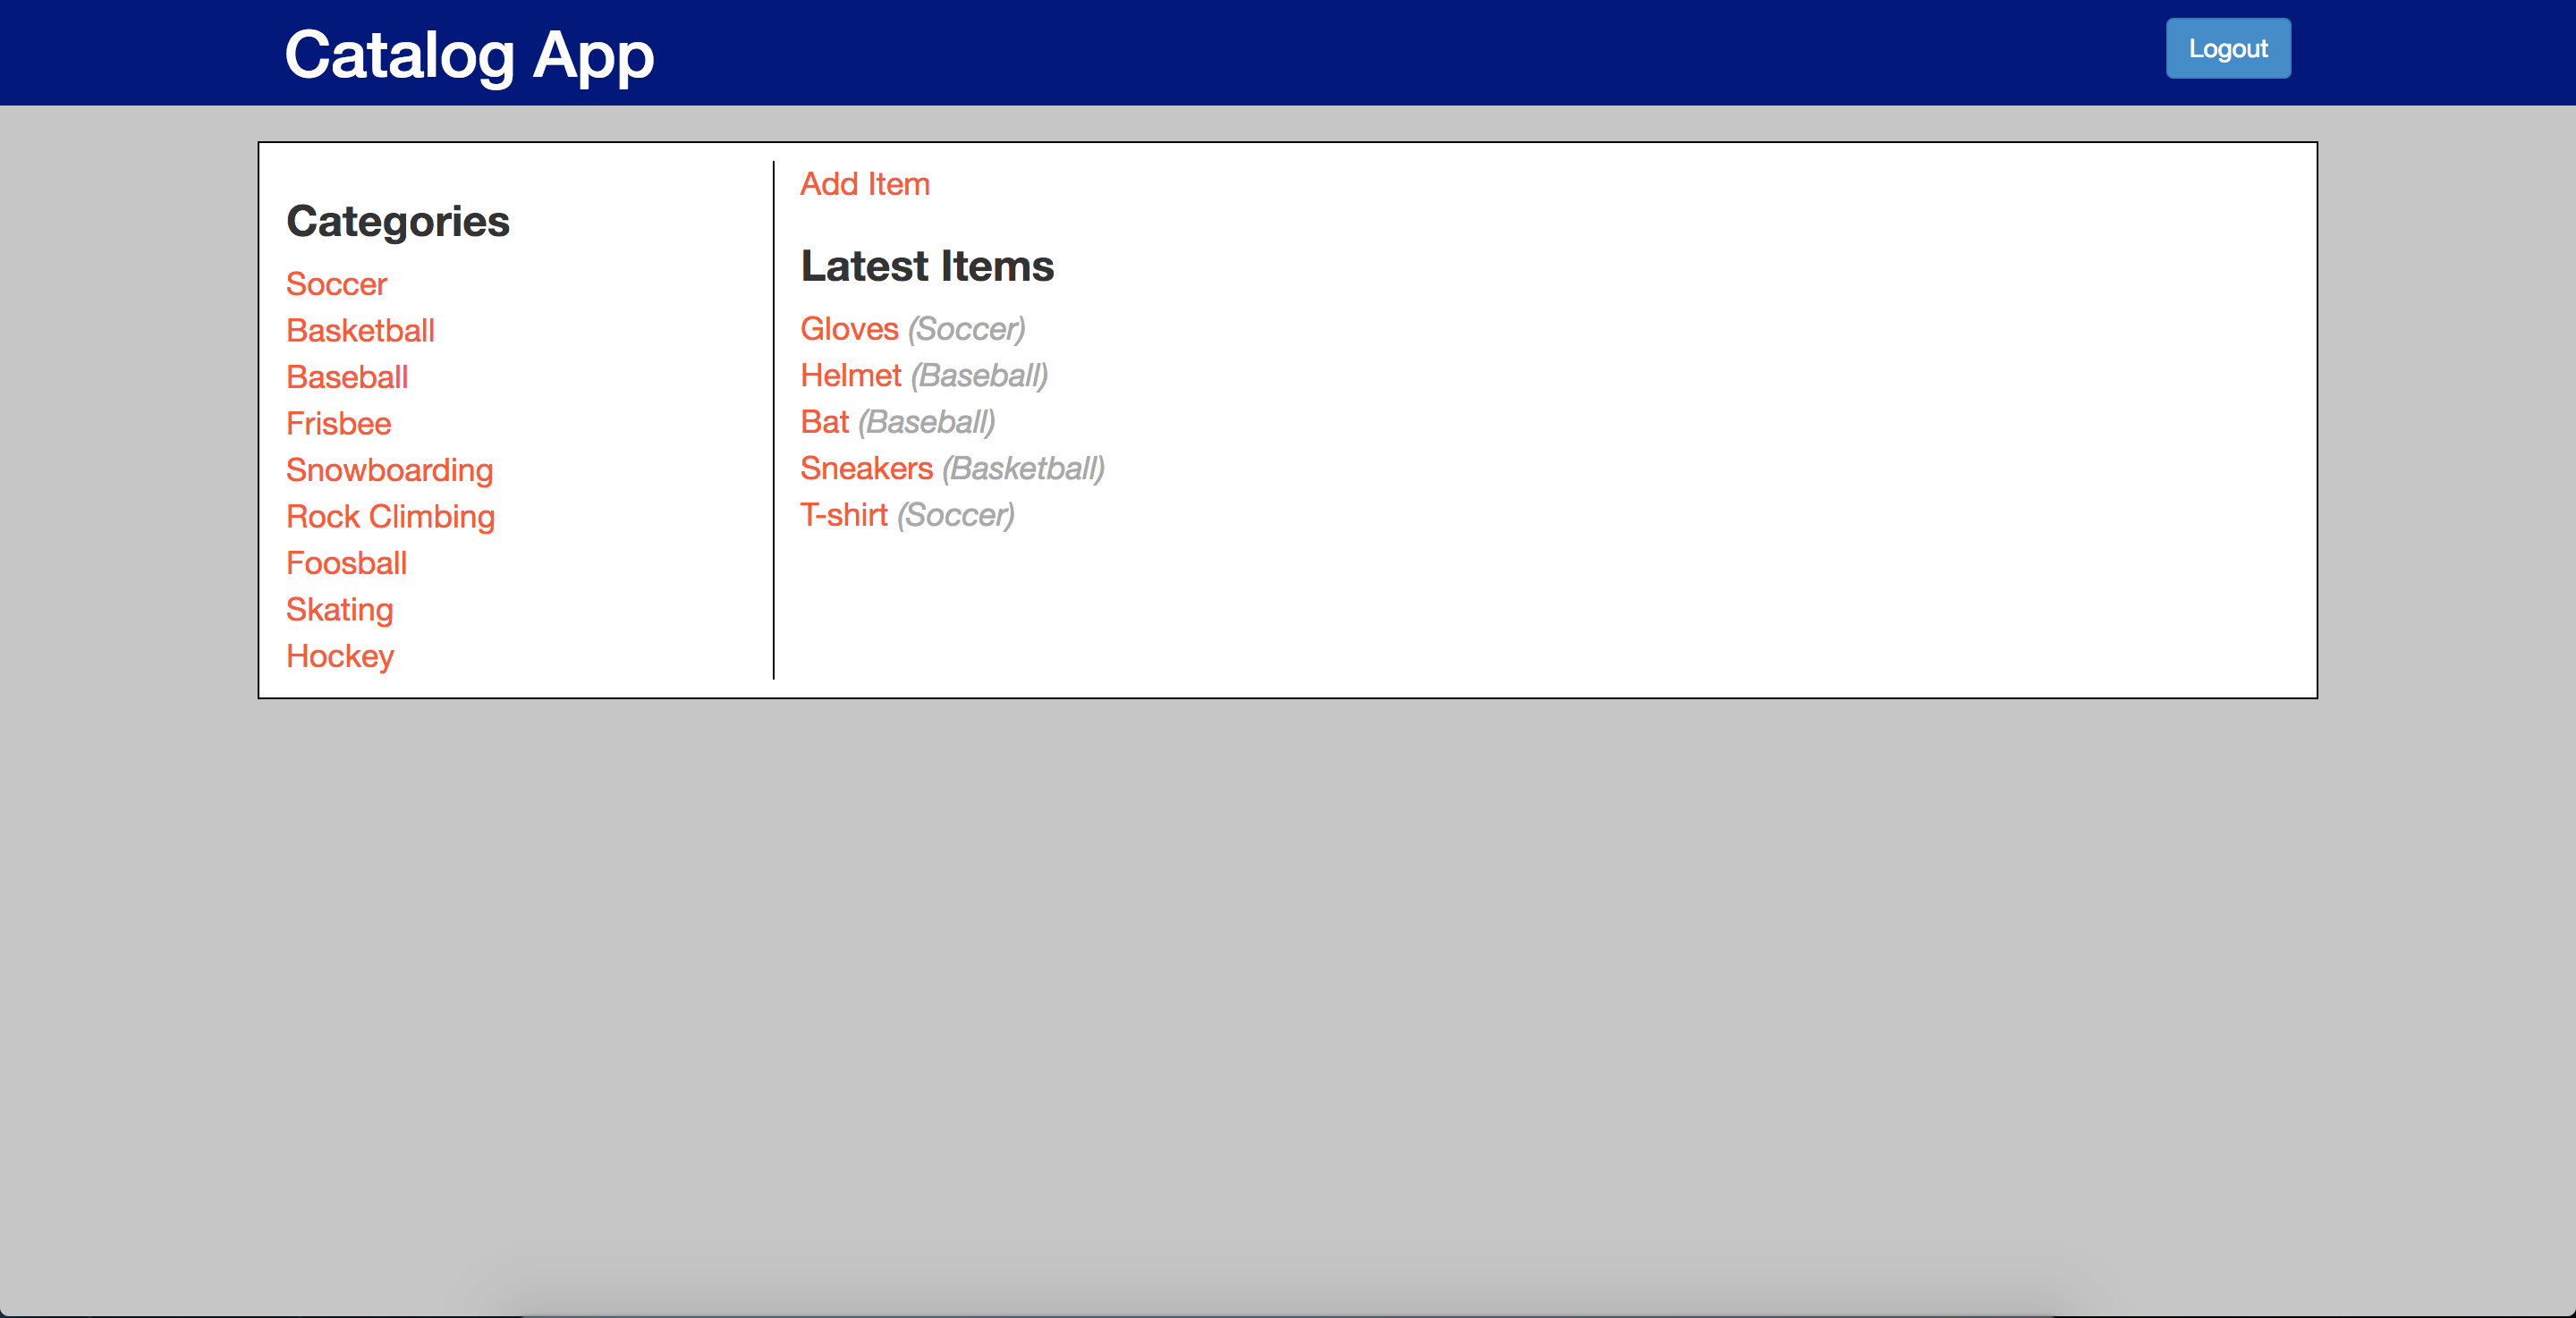 Catalog App
Logout
Categories
Soccer
Basketball
Baseball
Frisbee
Snowboarding
Rock Climbing
Foosball
Skating
Hockey
Add Item
Latest Items
Gloves (Soccer)
Helmet (Baseball)
Bat (Baseball)
Sneakers (Basketball)
T-shirt (Soccer)